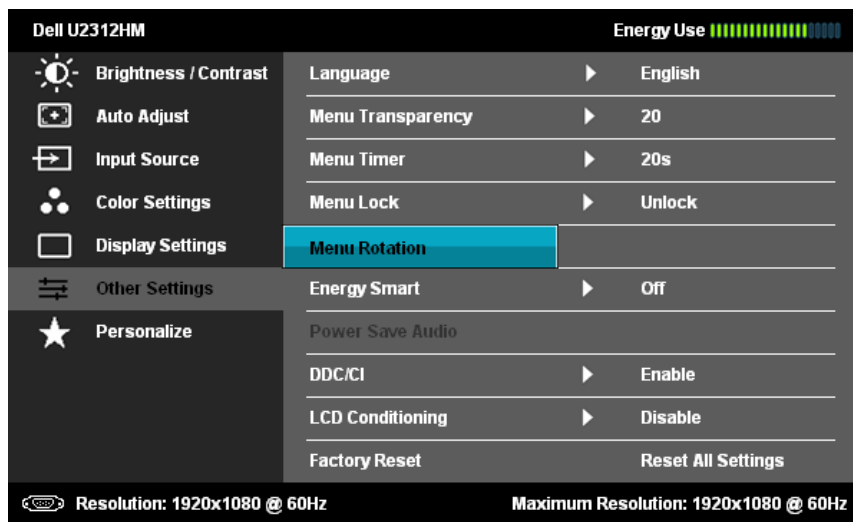 Dell U2312HM Energy Use
Brightness / Contrast Language English
Auto Adjust Menu Transparency 20
Input Source Menu Timer 20s
Color Settings Menu Lock Unlock
Display Settings Menu Rotation
Other Settings Energy Smart Off
Personalize Power Save Audio
DDC/CI Enable
LCD Conditioning Disable
Factory Reset Reset All Settings
Resolution: 1920x1080 @ 60Hz Maximum Resolution: 1920x1080 @ 60Hz